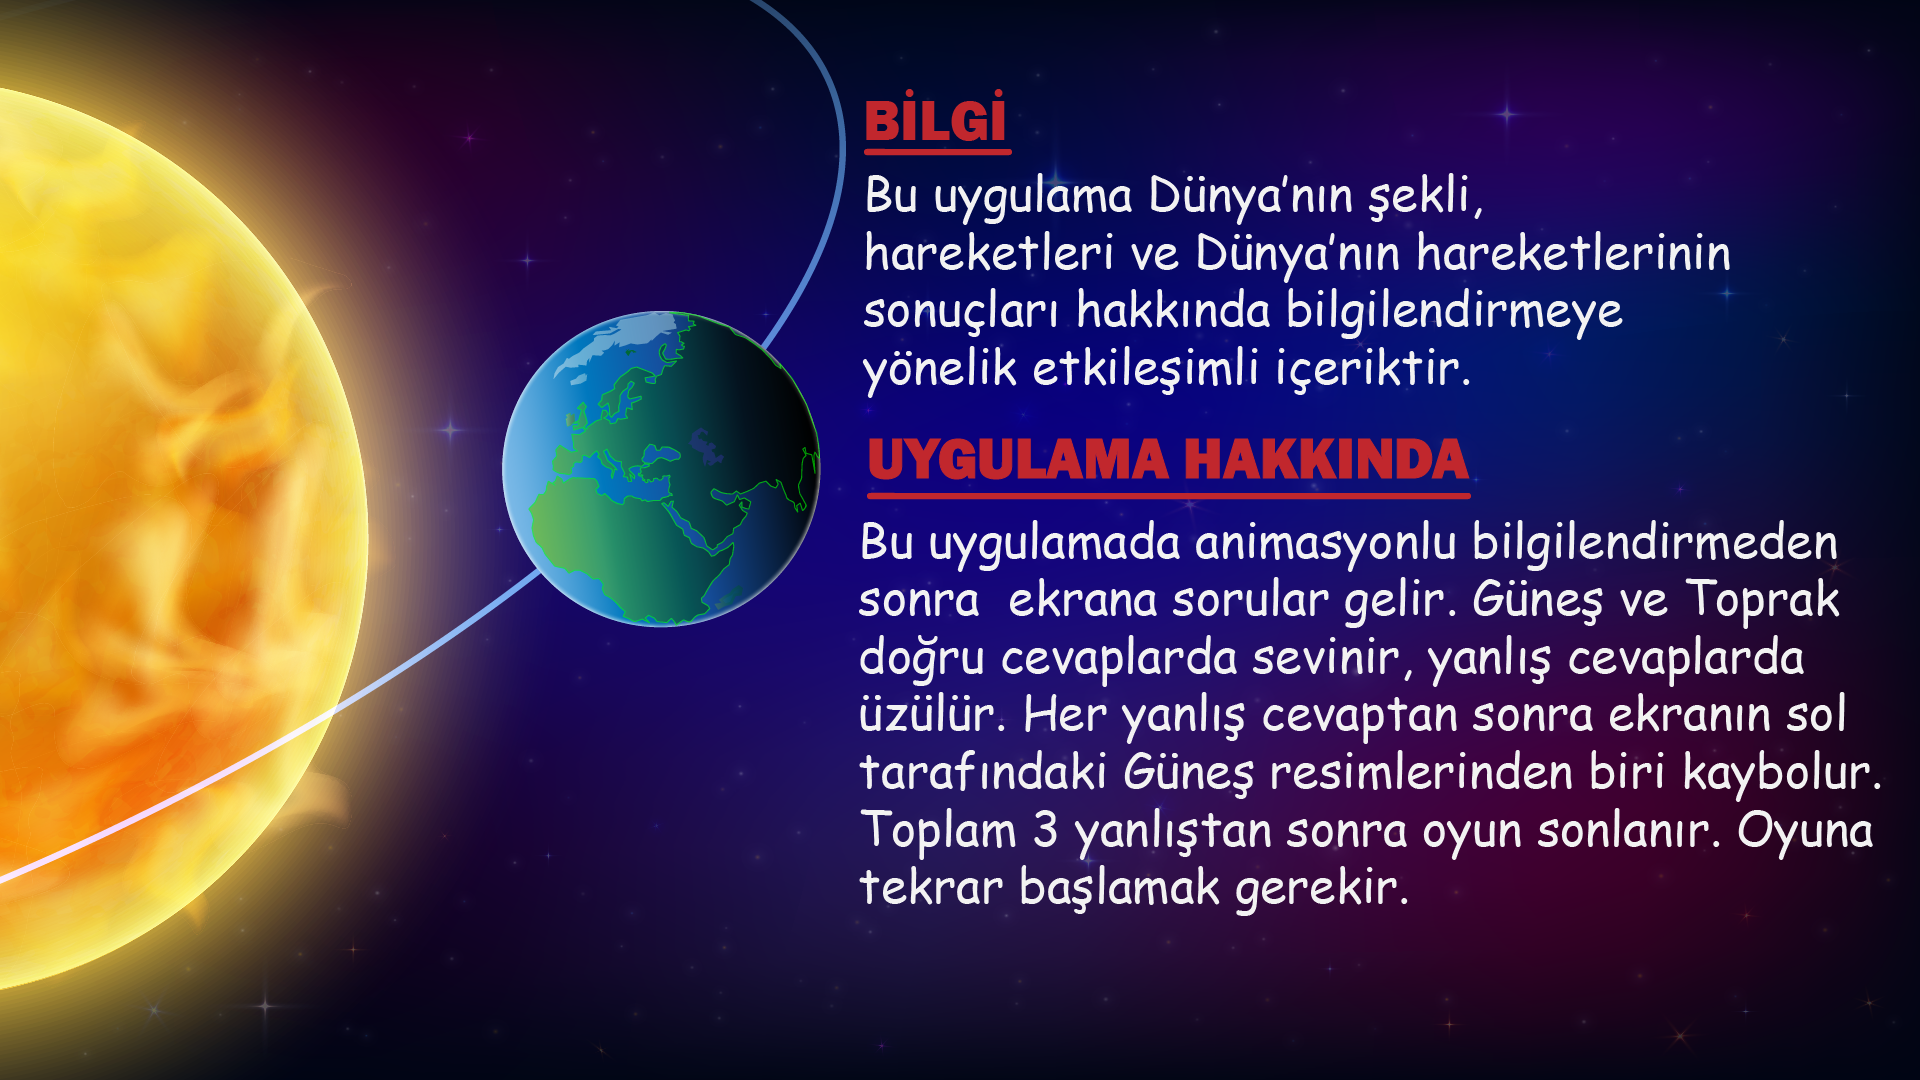 BİLGİ
Bu uygulama Dünya’nın şekli,
hareketleri ve Dünya’nın hareketlerinin
sonuçları hakkında bilgilendirmeye
yönelik etkileşimli içeriktir.
UYGULAMA HAKKINDA
Bu uygulamada animasyonlu bilgilendirmeden
sonra  ekrana sorular gelir. Güneş ve Toprak
doğru cevaplarda sevinir, yanlış cevaplarda
üzülür. Her yanlış cevaptan sonra ekranın sol
tarafındaki Güneş resimlerinden biri kaybolur.
Toplam 3 yanlıştan sonra oyun sonlanır. Oyuna
tekrar başlamak gerekir.